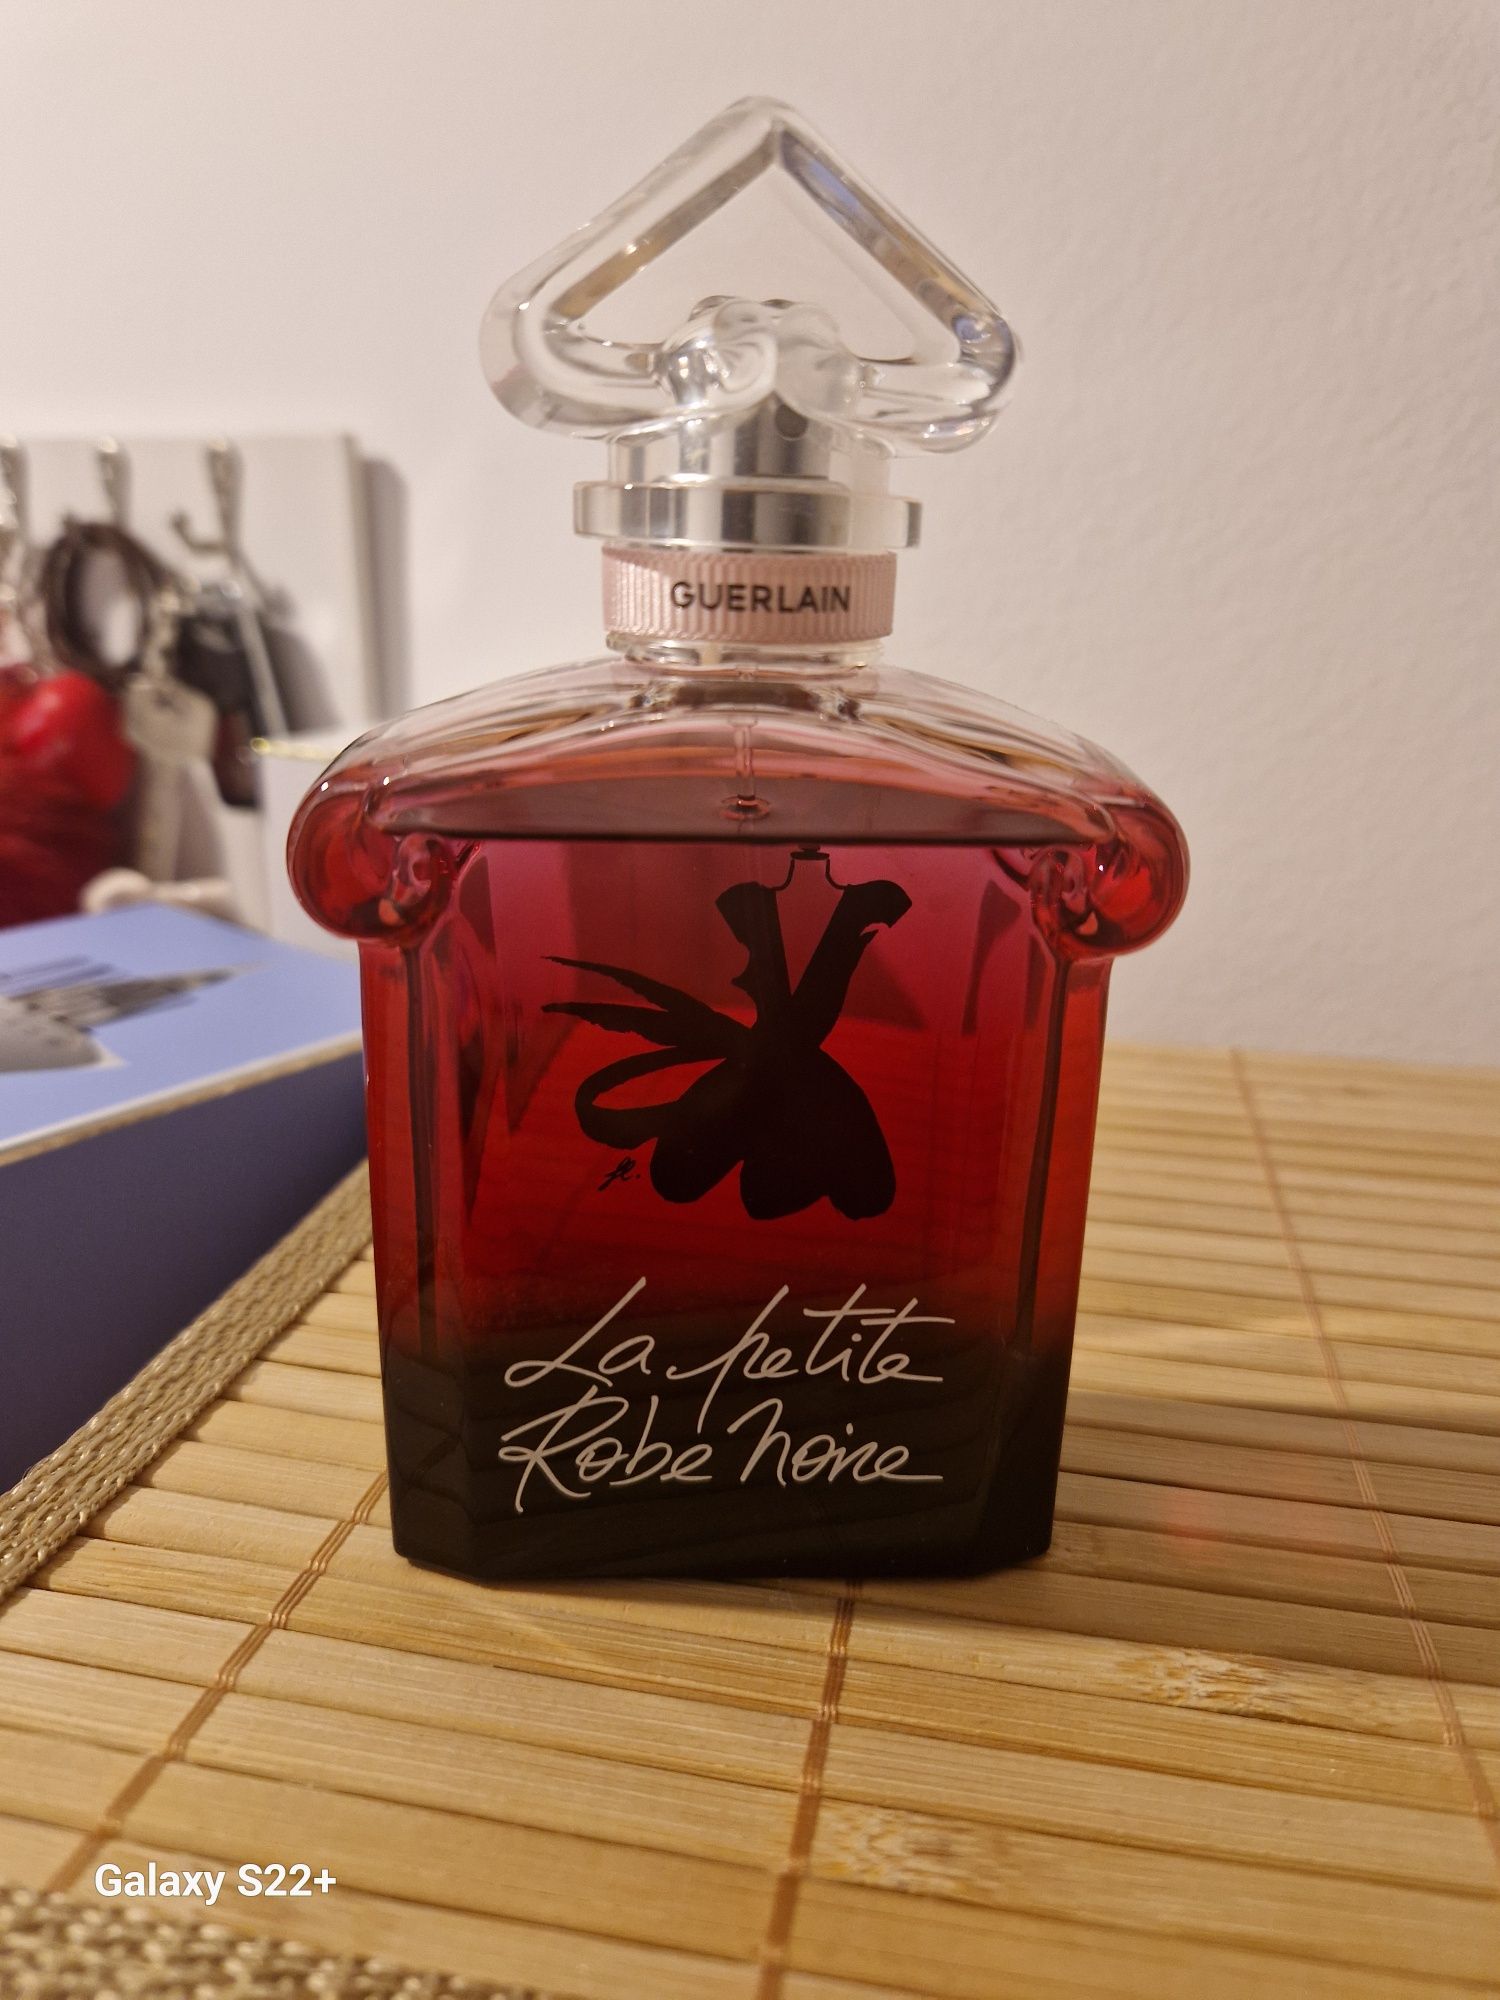 GUERLAIN
La petite
Robe noire
Galaxy S22+